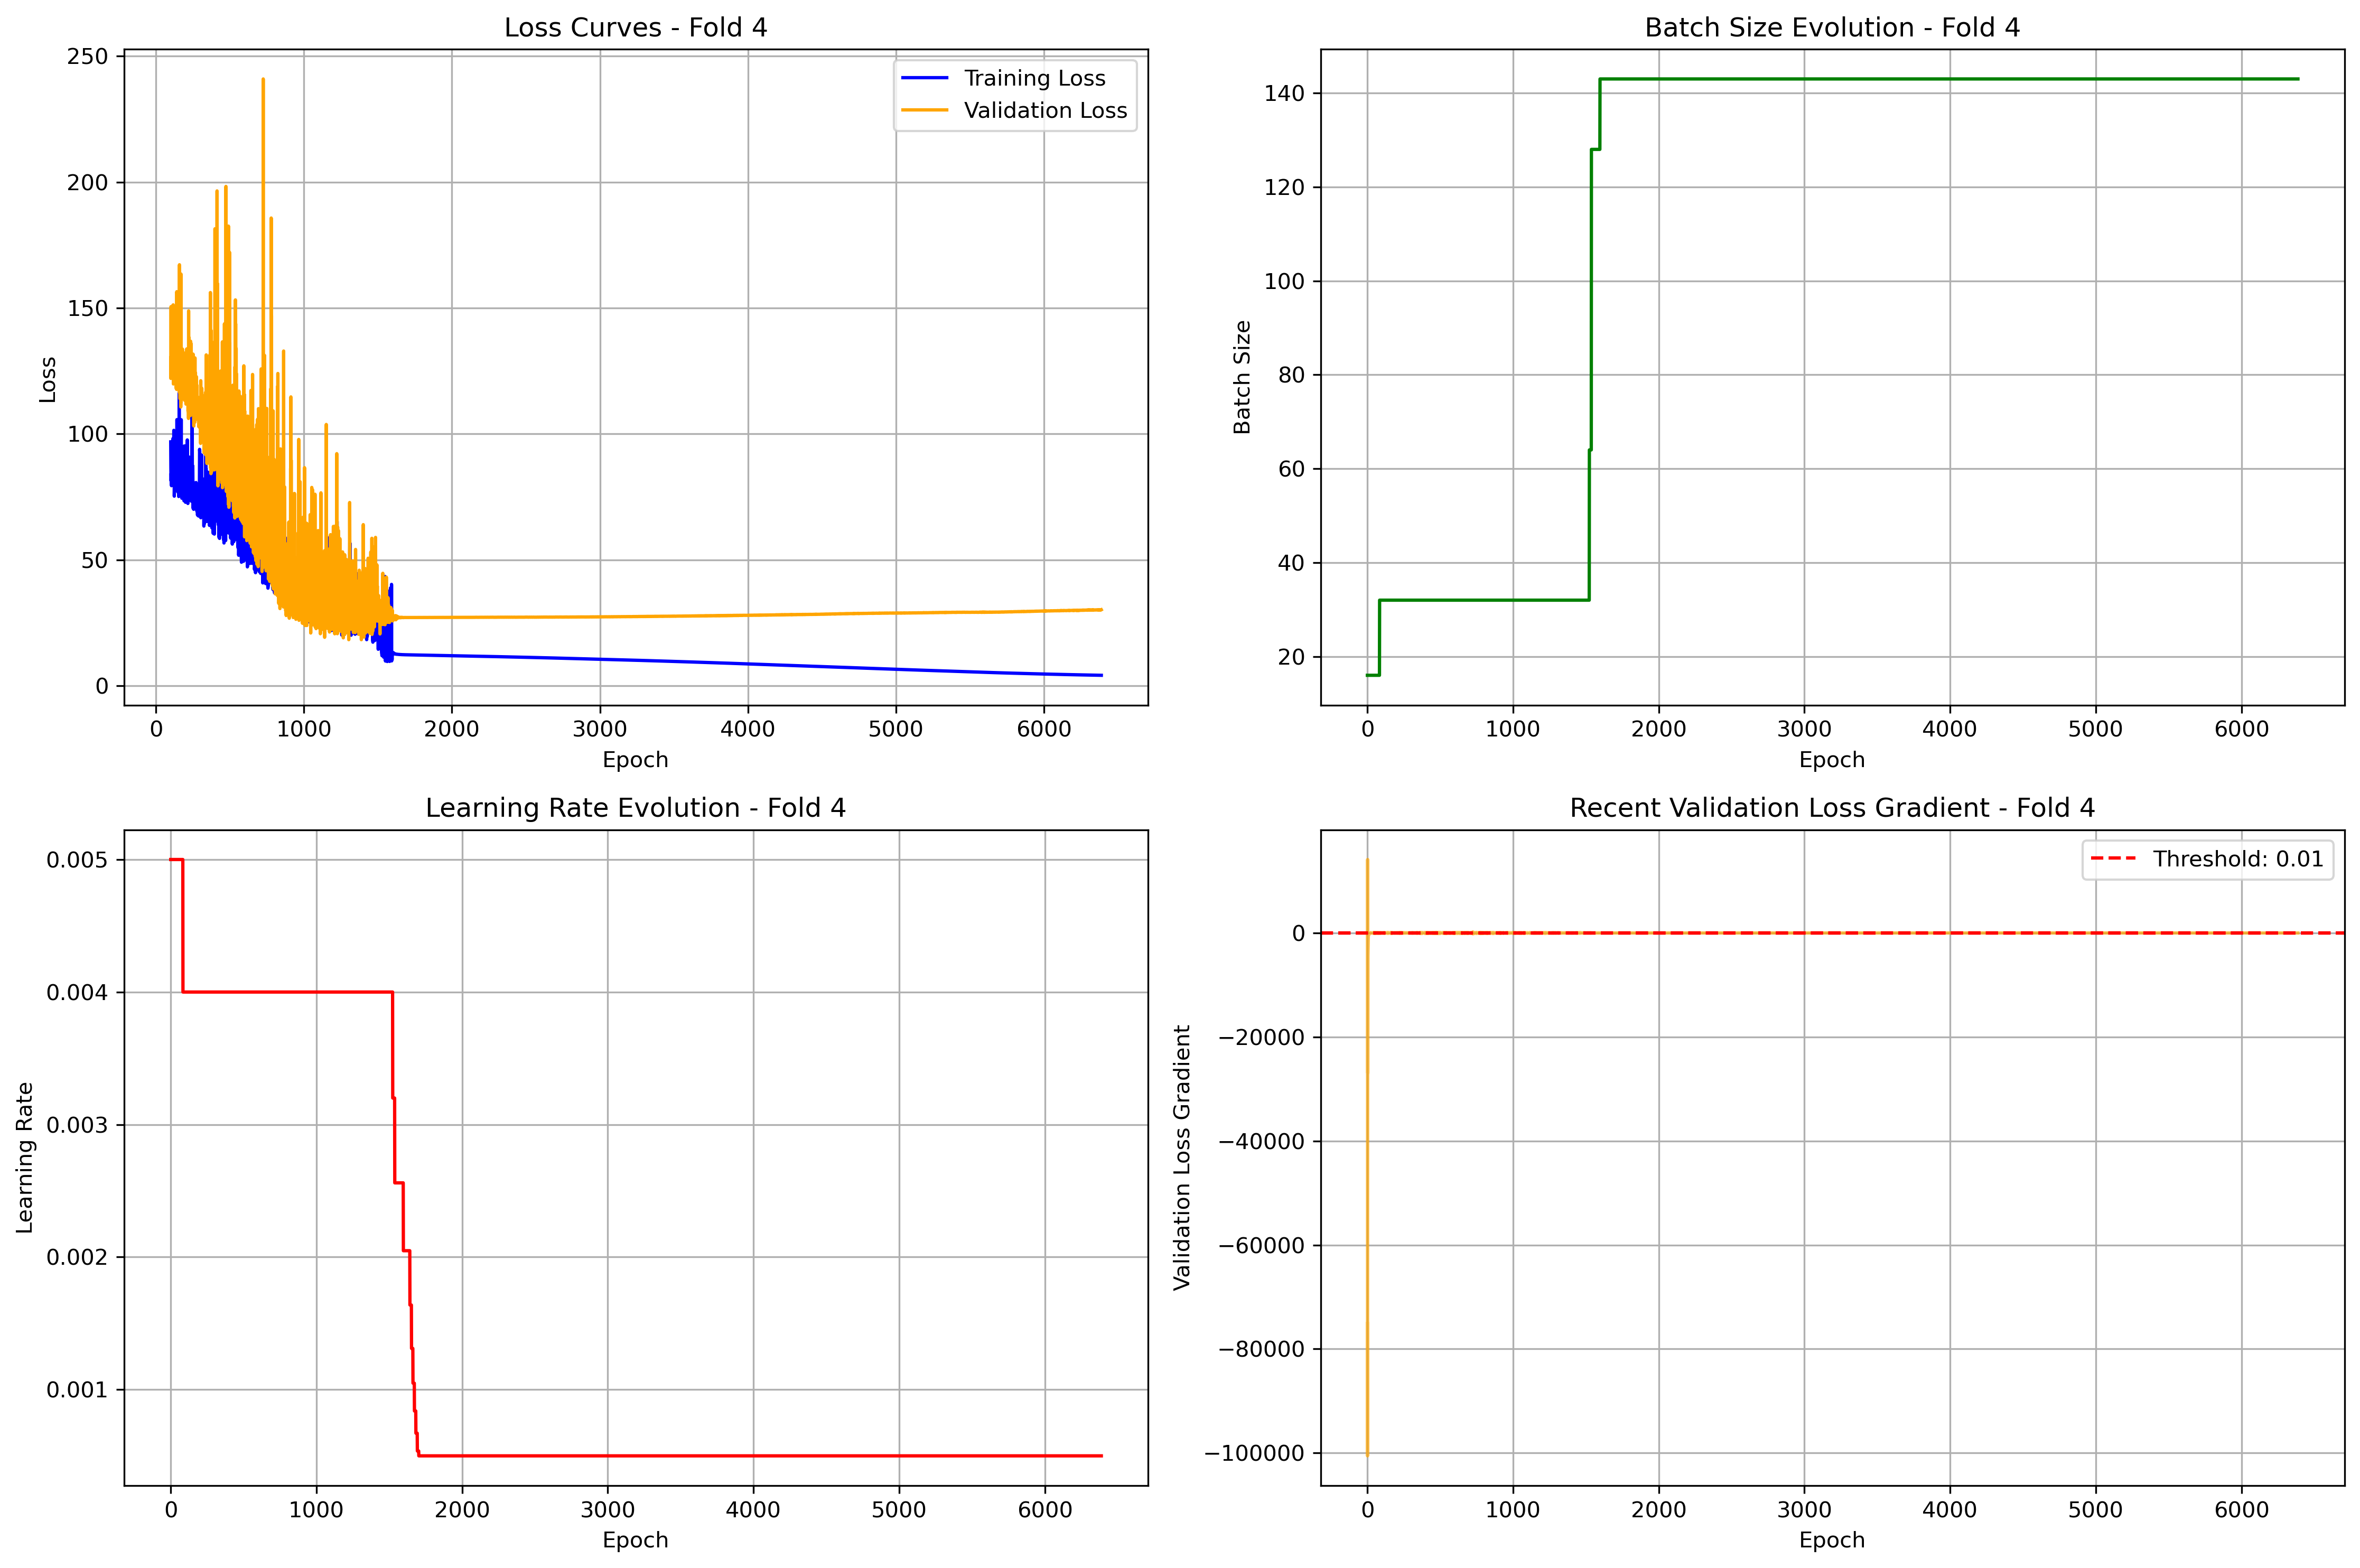 Loss Curves - Fold 4
250
200
150
100
50
0
Loss
Training Loss
Validation Loss
0 1000 2000 3000 4000 5000 6000
Epoch
Batch Size Evolution - Fold 4
140
120
100
80
60
40
20
Batch Size
0 1000 2000 3000 4000 5000 6000
Epoch
Learning Rate Evolution - Fold 4
0.005
0.004
0.003
0.002
0.001
Learning Rate
0 1000 2000 3000 4000 5000 6000
Epoch
Recent Validation Loss Gradient - Fold 4
Threshold: 0.01
0
−20000
−40000
−60000
−80000
−100000
Validation Loss Gradient
0 1000 2000 3000 4000 5000 6000
Epoch